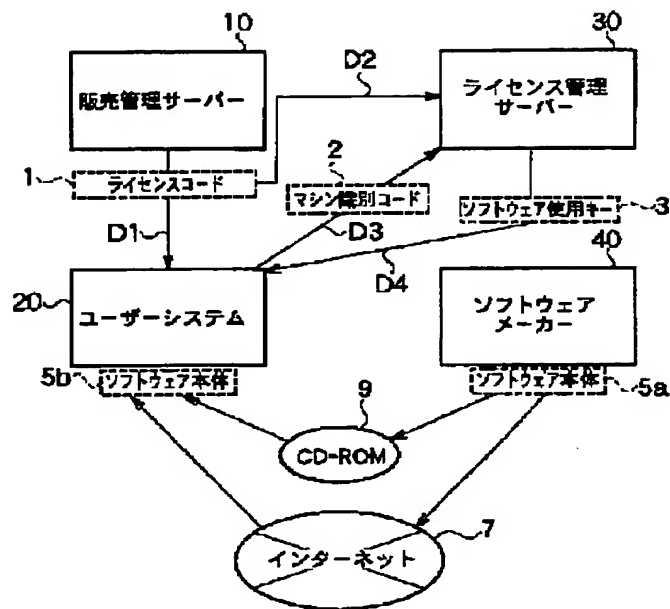 10
30
D2
販売管理サーバー
ライセンス管理
サーバー
2
1
ライセンスコード
マシン識別コード
ソフトウェア使用キー
3
D1
D3
D4
40
20
ユーザーシステム
ソフトウェア
メーカー
5b
ソフトウェア本体
ソフトウェア本体
5a
9
CD-ROM
インターネット
7